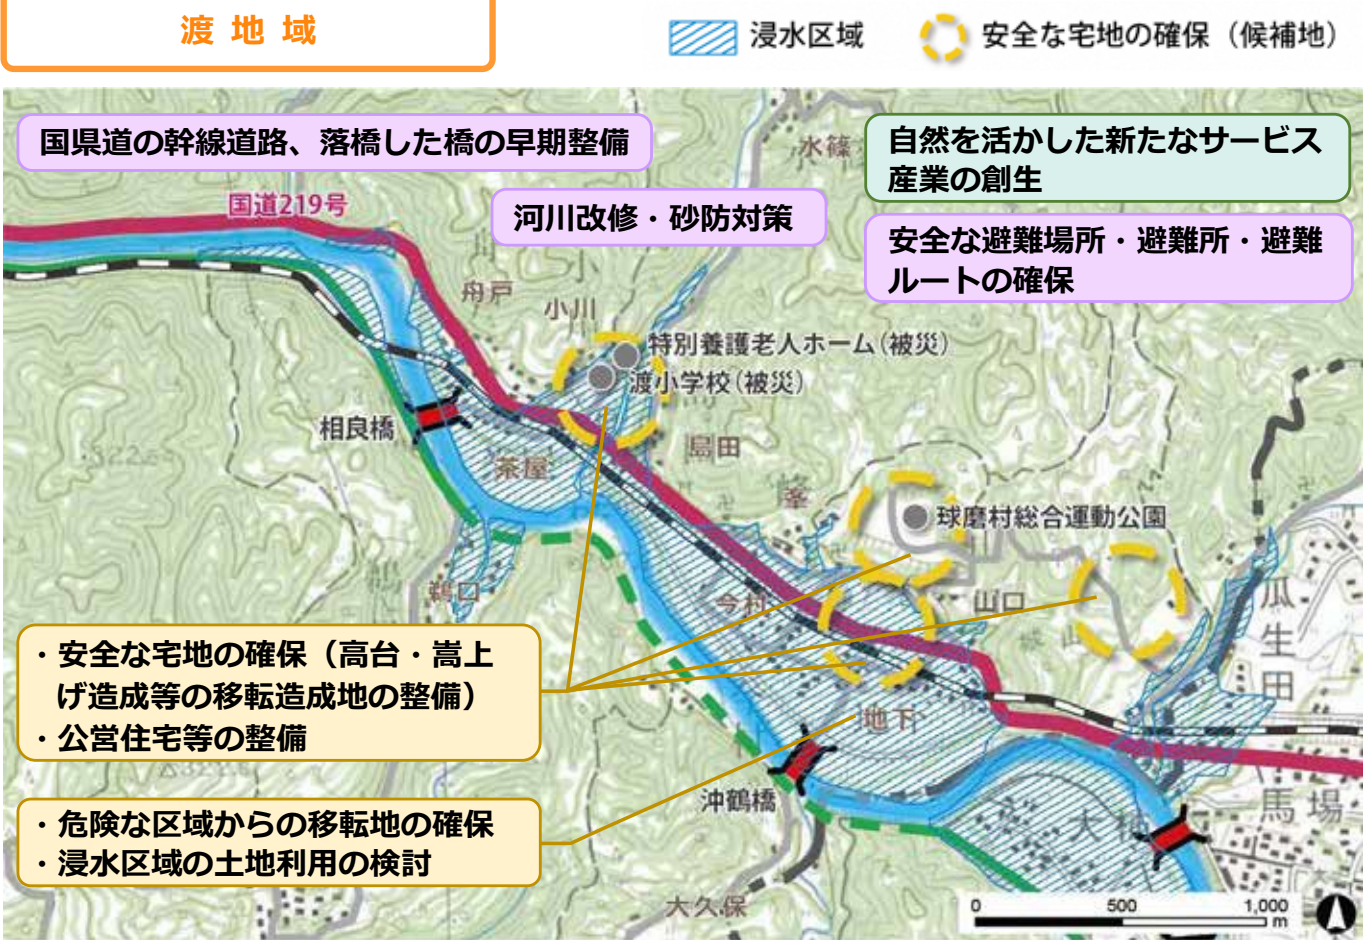 渡地域
浸水区域
安全な宅地の確保（候補地）
国県道の幹線道路、落橋した橋の早期整備
自然を活かした新たなサービス
産業の創生
水篠
国道219号
河川改修・砂防対策
安全な避難場所・避難所・避難
ルートの確保
舟戸
小川
小川
特別養護老人ホーム（被災）
渡小学校（被災）
相良橋
島田
茶屋
峯
球磨村総合運動公園
鵜口
今村
山口
瓜生田
・安全な宅地の確保（高台・嵩上
げ造成等の移転造成地の整備）
・公営住宅等の整備
地下
沖鶴橋
馬場
・危険な区域からの移転地の確保
・浸水区域の土地利用の検討
大久保
0 500 1,000
m